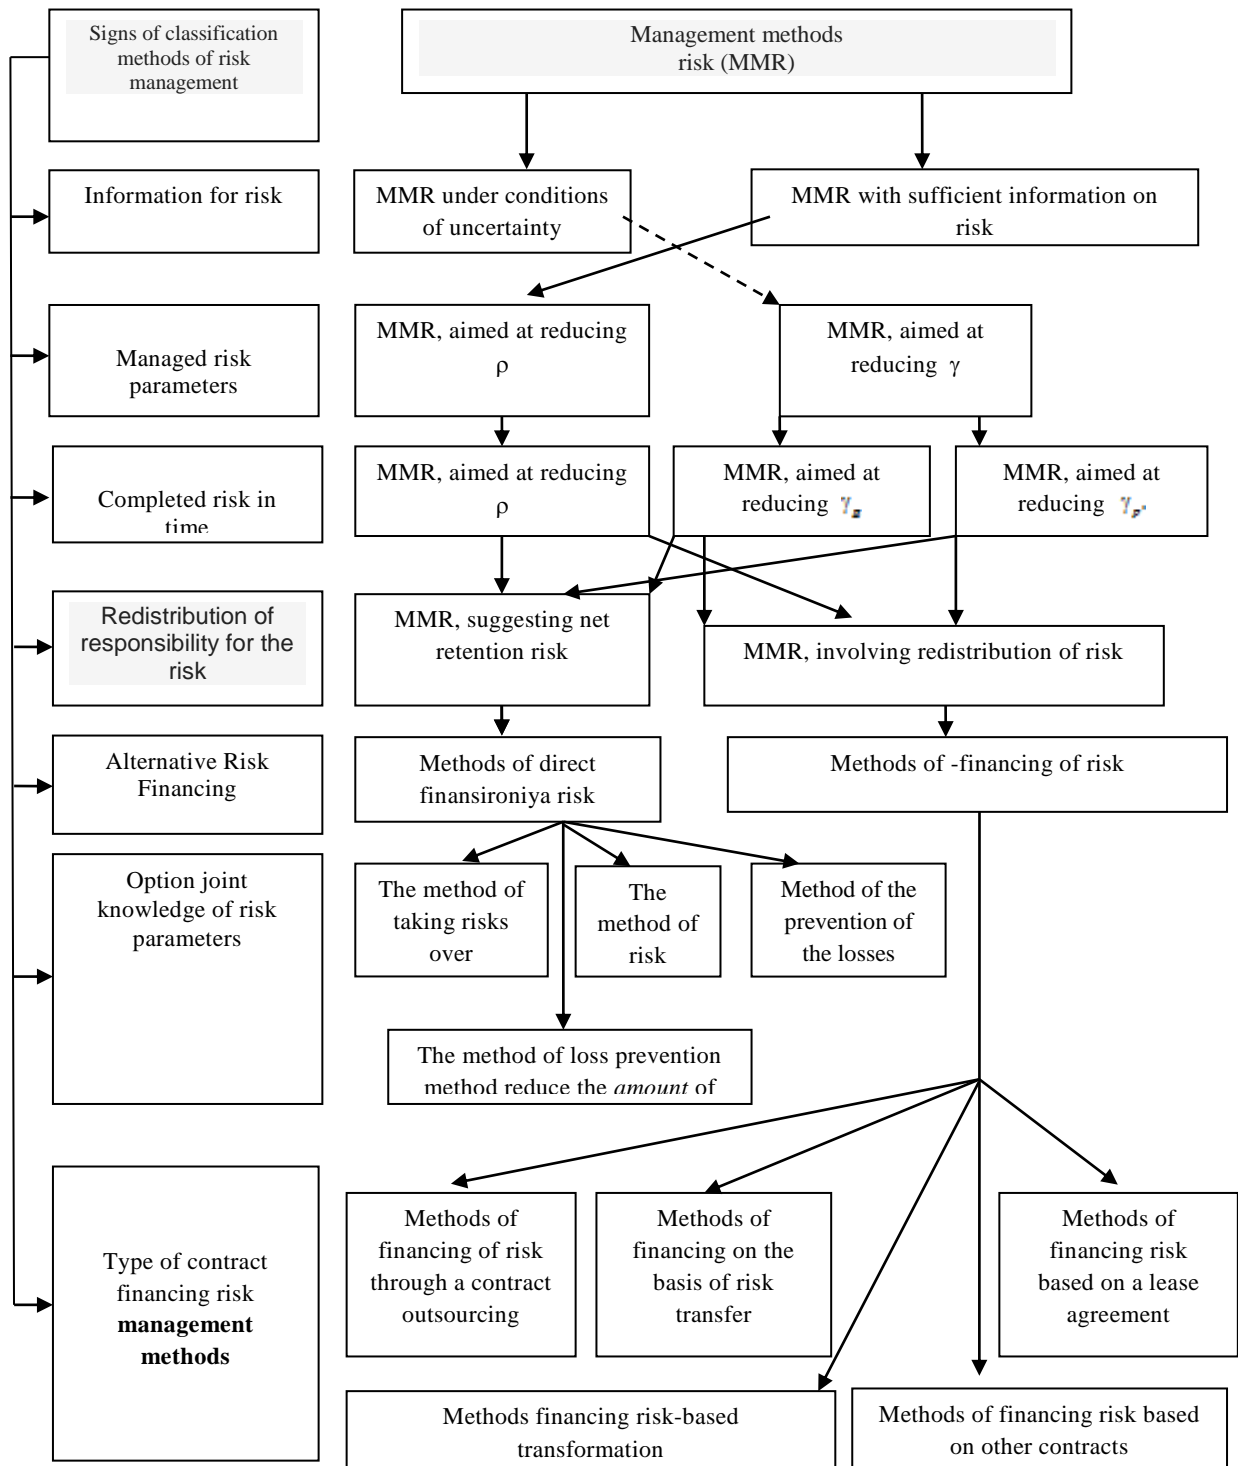 Signs of classification
methods of risk
management
Management methods
risk (MMR)
Information for risk
MMR under conditions
of uncertainty
MMR with sufficient information on
risk
Managed risk
parameters
MMR, aimed at reducing
ρ
MMR, aimed at
reducing γ
Completed risk in
time
MMR, aimed at reducing
ρ
MMR, aimed at
reducing γ
MMR, aimed at
reducing γ
Redistribution of
responsibility for the
risk
MMR, suggesting net
retention risk
MMR, involving redistribution of risk
Alternative Risk
Financing
Methods of direct
finansironiya risk
Methods of -financing of risk
Option joint
knowledge of risk
parameters
The method of
taking risks
over
The
method of
risk
Method of the
prevention of
the losses
The method of loss prevention
method reduce the amount of
Type of contract
financing risk
management
methods
Methods of
financing of risk
through a contract
outsourcing
Methods of
financing on the
basis of risk
transfer
Methods of
financing risk
based on a lease
agreement
Methods financing risk-based
transformation
Methods of financing risk based
on other contracts